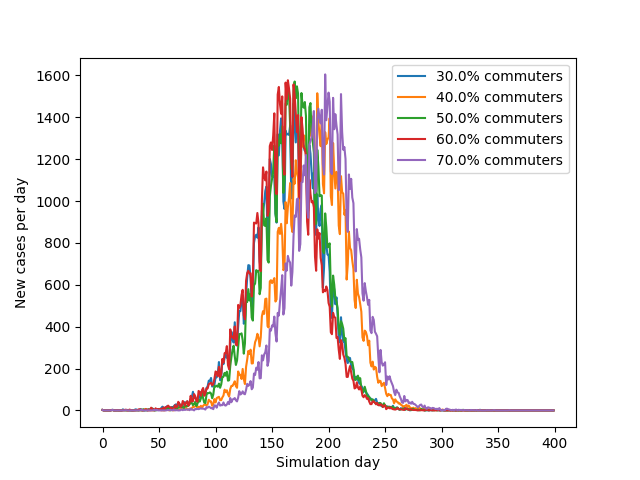 1600
1400
1200
1000
800
600
400
200
0
New cases per day
0 50 100 150 200 250 300 350 400
Simulation day
30.0% commuters
40.0% commuters
50.0% commuters
60.0% commuters
70.0% commuters